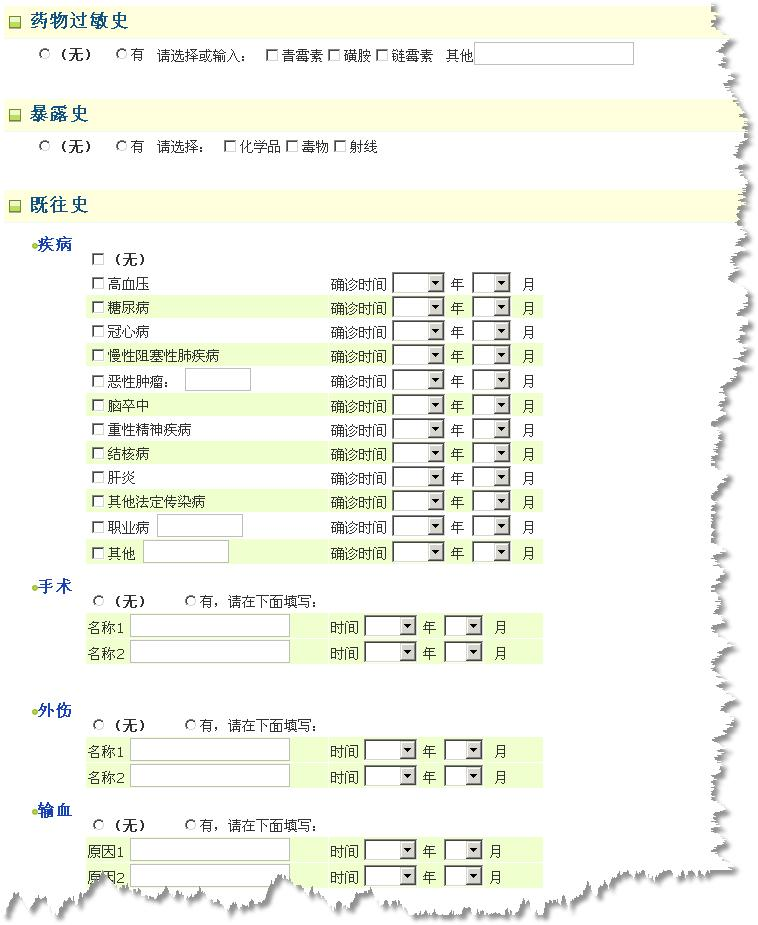 药物过敏史
（无） 有 请选择或输入： 青霉素 磺胺 链霉素 其他
暴露史
（无） 有 请选择： 化学品 毒物 射线
既往史
疾病
（无）
高血压 确诊时间 年 月
糖尿病 确诊时间 年 月
冠心病 确诊时间 年 月
慢性阻塞性肺疾病 确诊时间 年 月
恶性肿瘤： 确诊时间 年 月
脑卒中 确诊时间 年 月
重性精神疾病 确诊时间 年 月
结核病 确诊时间 年 月
肝炎 确诊时间 年 月
其他法定传染病 确诊时间 年 月
职业病 确诊时间 年 月
其他 确诊时间 年 月
手术
（无） 有，请在下面填写：
名称1 时间 年 月
名称2 时间 年 月
外伤
（无） 有，请在下面填写：
名称1 时间 年 月
名称2 时间 年 月
输血
（无） 有，请在下面填写：
原因1 时间 年 月
原因2 时间 年 月